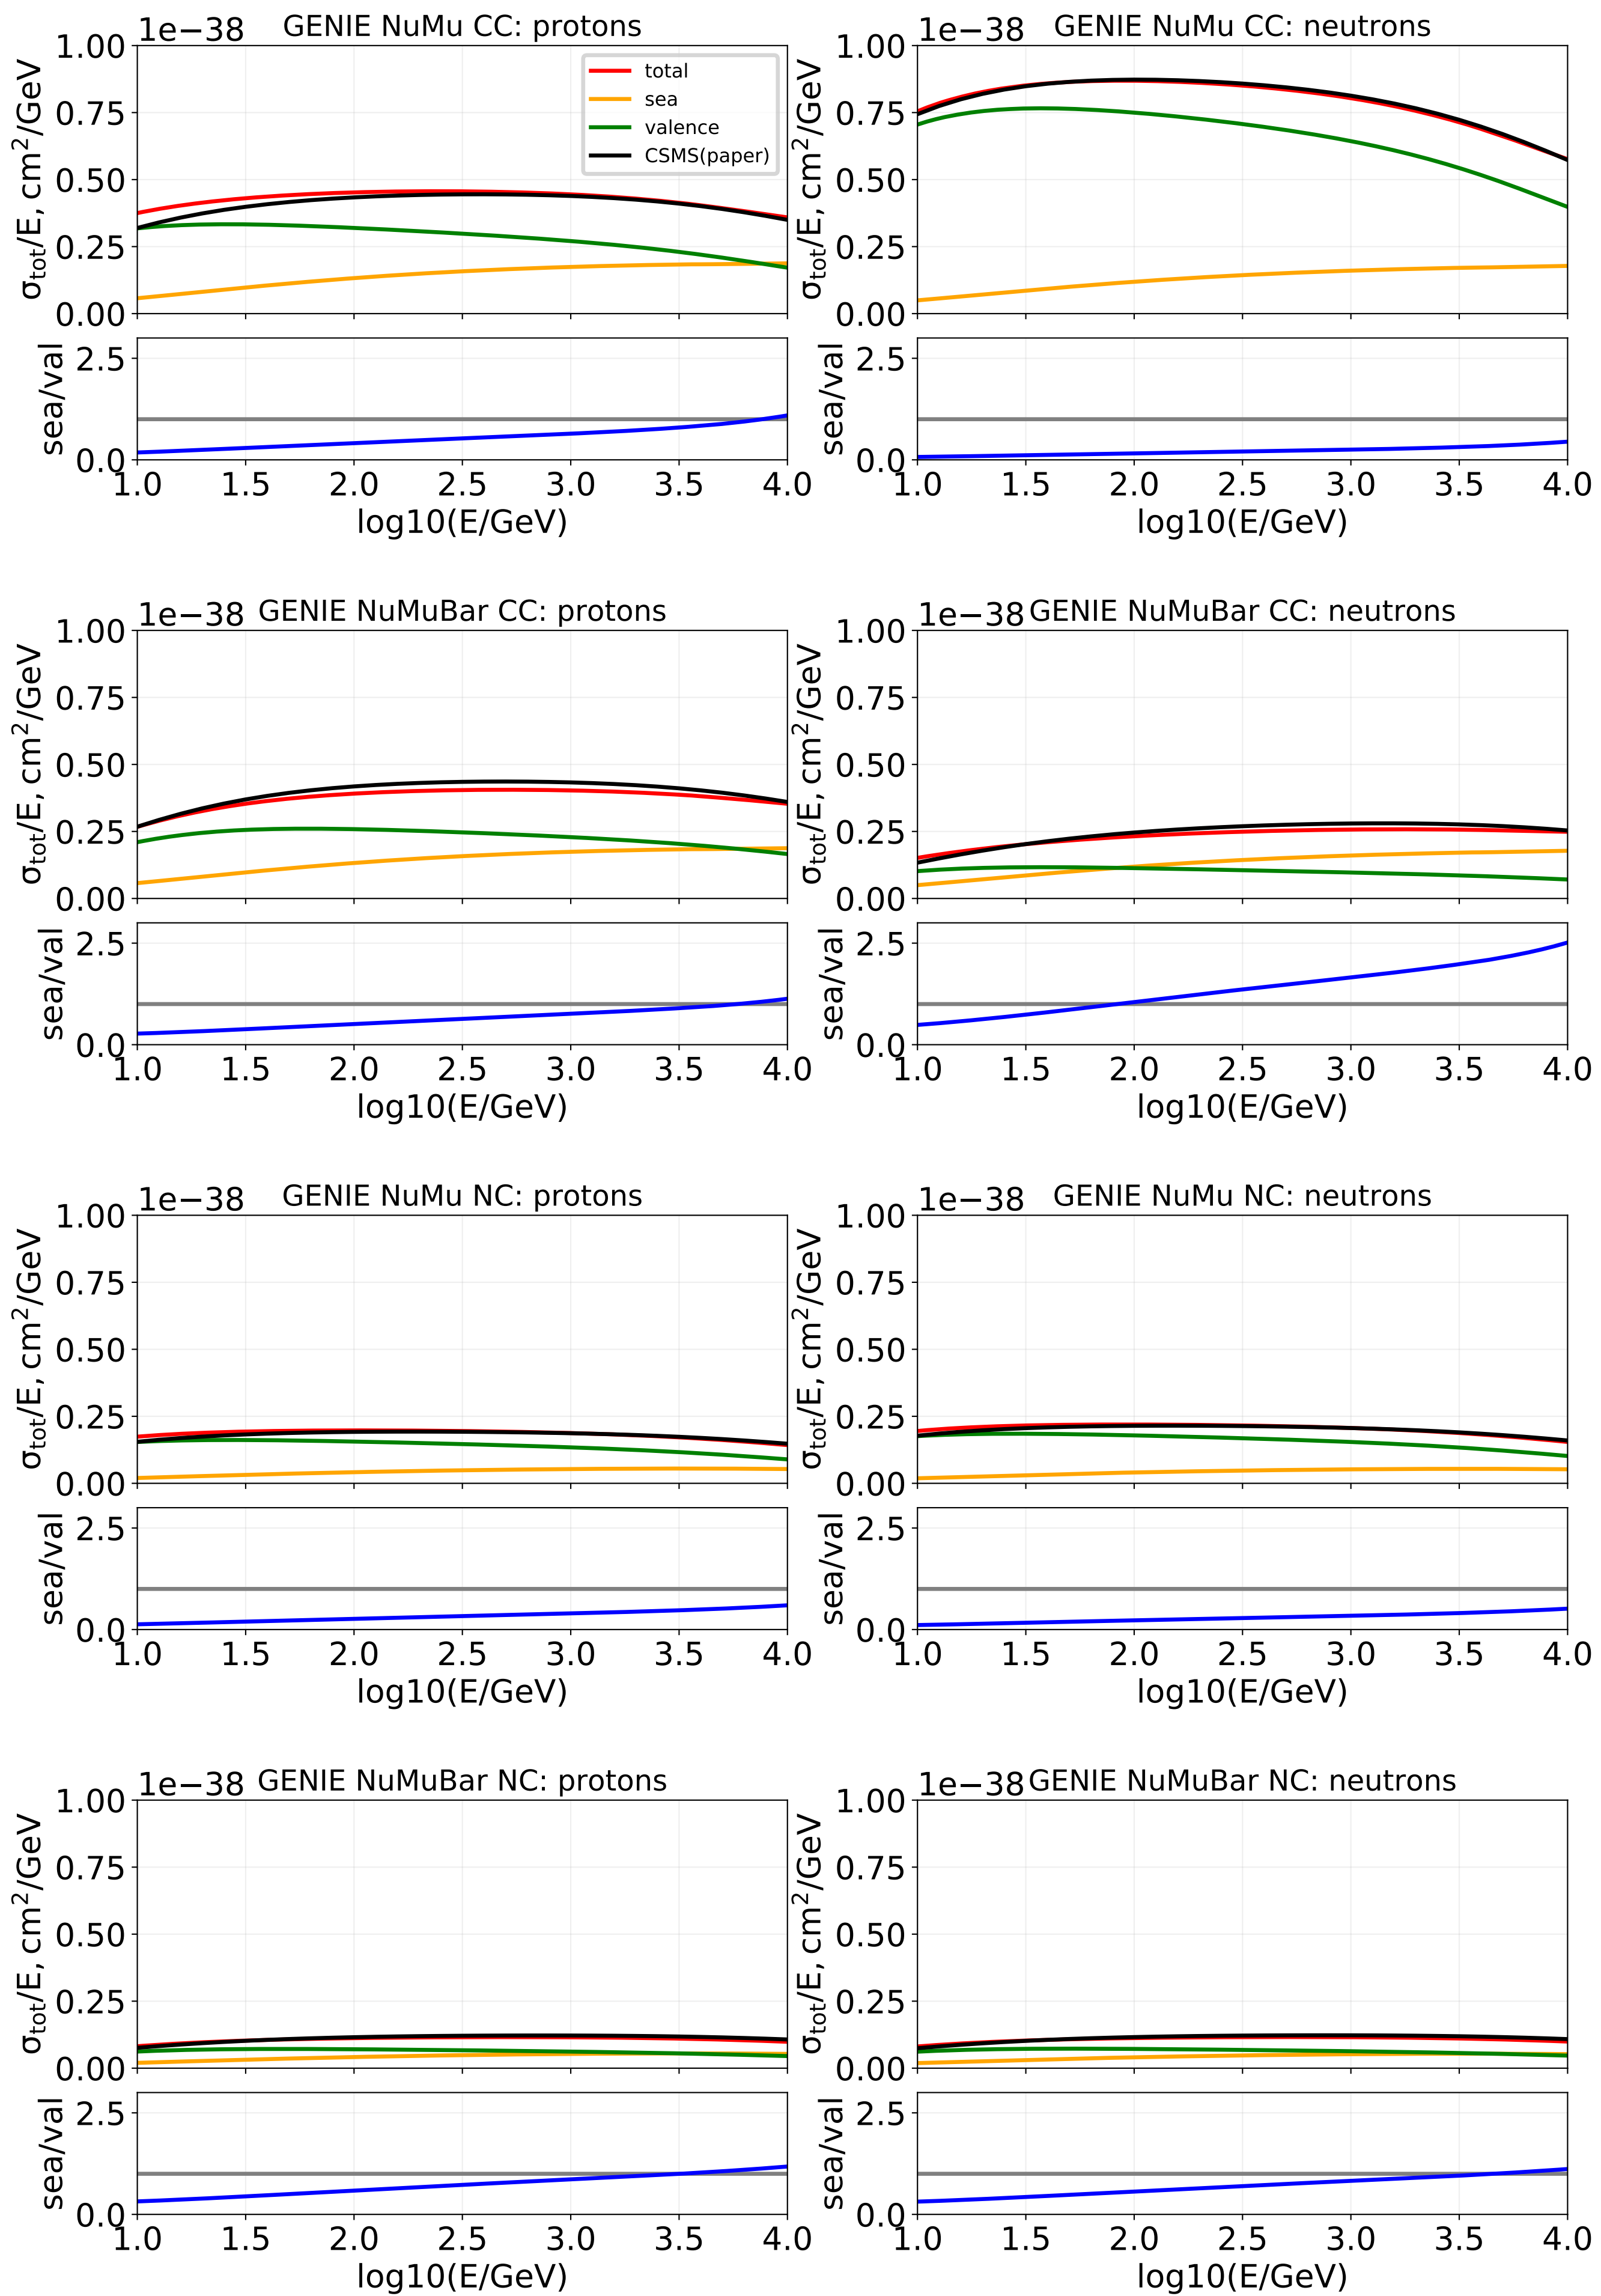 1e−38 GENIE NuMu CC: protons
1.00
0.75
0.50
0.25
0.00
σtot/E, cm²/GeV
total
sea
valence
CSMS(paper)
2.5
0.0
sea/val
1.0 1.5 2.0 2.5 3.0 3.5 4.0
log10(E/GeV)
1e−38 GENIE NuMu CC: neutrons
1.00
0.75
0.50
0.25
0.00
σtot/E, cm²/GeV
2.5
0.0
sea/val
1.0 1.5 2.0 2.5 3.0 3.5 4.0
log10(E/GeV)
1e−38 GENIE NuMuBar CC: protons
1.00
0.75
0.50
0.25
0.00
σtot/E, cm²/GeV
2.5
0.0
sea/val
1.0 1.5 2.0 2.5 3.0 3.5 4.0
log10(E/GeV)
1e−38 GENIE NuMuBar CC: neutrons
1.00
0.75
0.50
0.25
0.00
σtot/E, cm²/GeV
2.5
0.0
sea/val
1.0 1.5 2.0 2.5 3.0 3.5 4.0
log10(E/GeV)
1e−38 GENIE NuMu NC: protons
1.00
0.75
0.50
0.25
0.00
σtot/E, cm²/GeV
2.5
0.0
sea/val
1.0 1.5 2.0 2.5 3.0 3.5 4.0
log10(E/GeV)
1e−38 GENIE NuMu NC: neutrons
1.00
0.75
0.50
0.25
0.00
σtot/E, cm²/GeV
2.5
0.0
sea/val
1.0 1.5 2.0 2.5 3.0 3.5 4.0
log10(E/GeV)
1e−38 GENIE NuMuBar NC: protons
1.00
0.75
0.50
0.25
0.00
σtot/E, cm²/GeV
2.5
0.0
sea/val
1.0 1.5 2.0 2.5 3.0 3.5 4.0
log10(E/GeV)
1e−38 GENIE NuMuBar NC: neutrons
1.00
0.75
0.50
0.25
0.00
σtot/E, cm²/GeV
2.5
0.0
sea/val
1.0 1.5 2.0 2.5 3.0 3.5 4.0
log10(E/GeV)